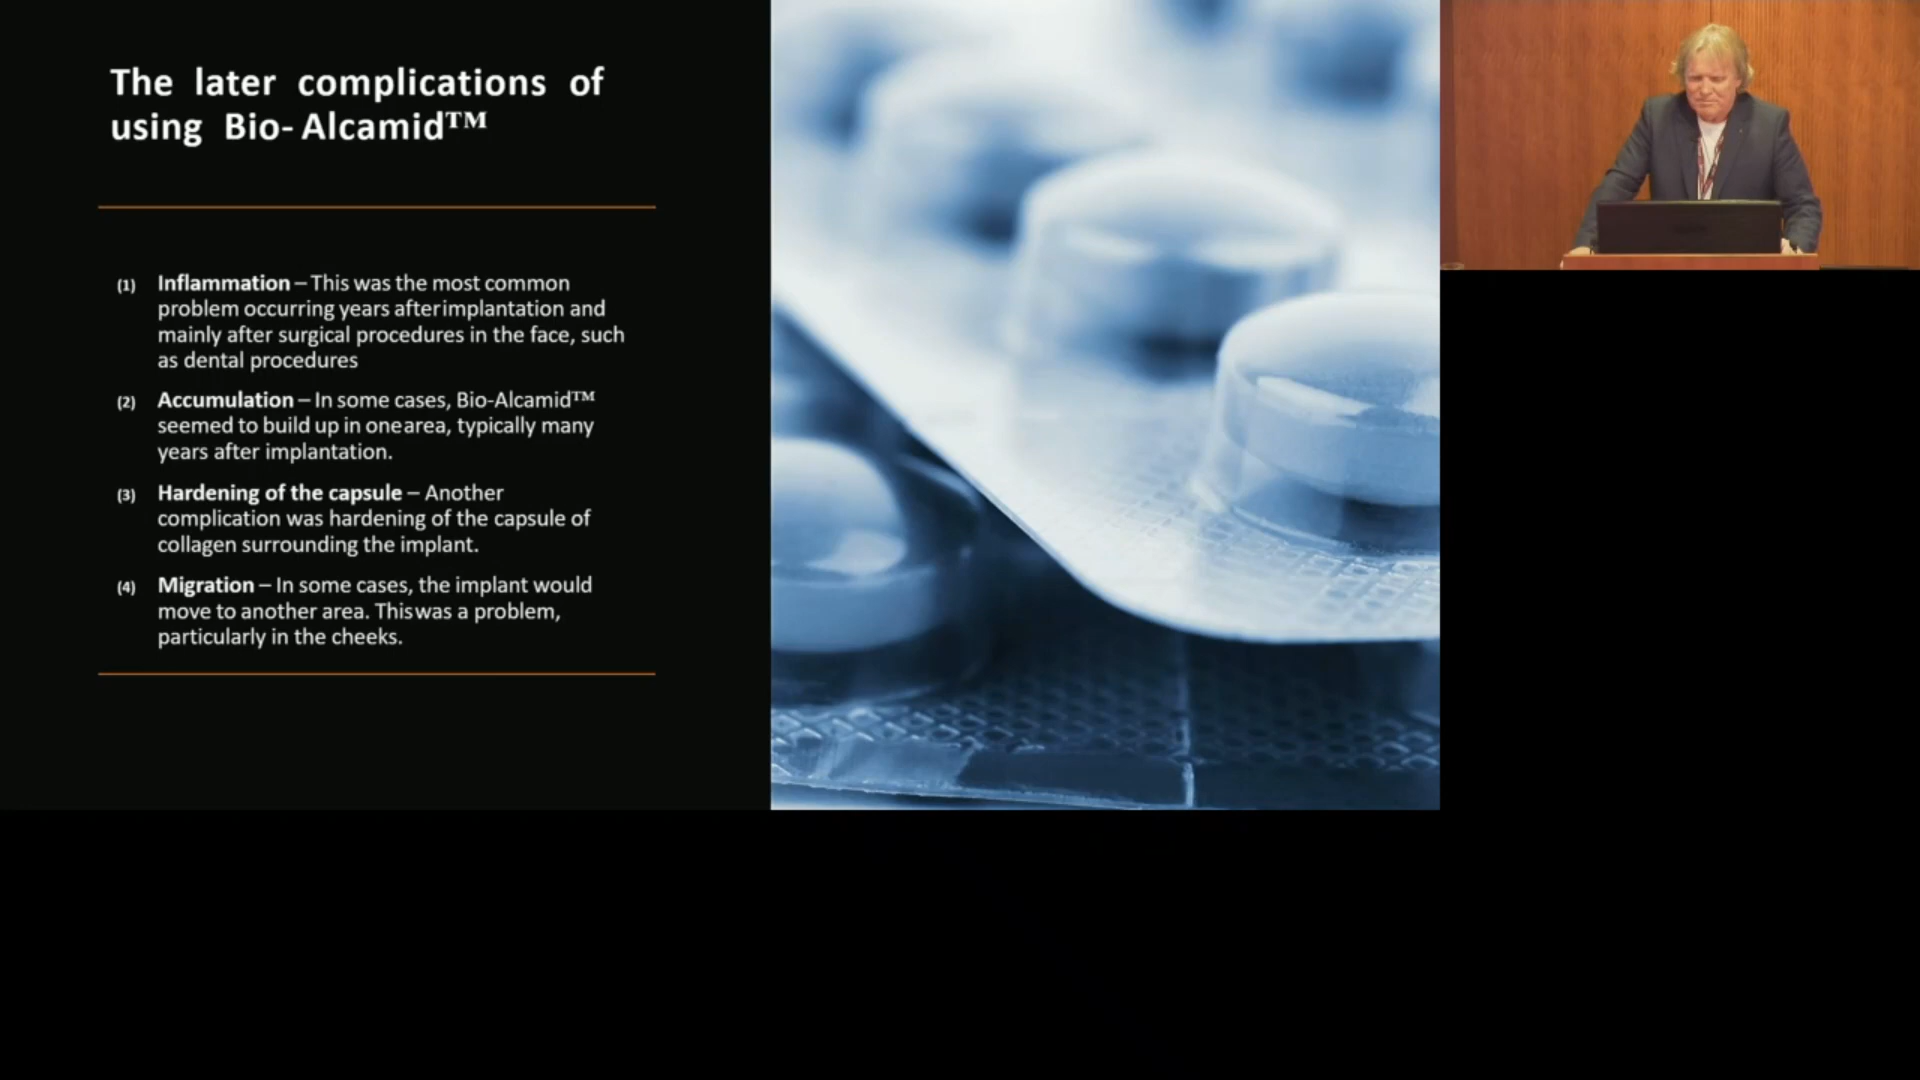 The later complications of
using Bio- Alcamid™
(1) Inflammation – This was the most common
problem occurring years afterimplantation and
mainly after surgical procedures in the face, such
as dental procedures
(2) Accumulation – In some cases, Bio-Alcamid™
seemed to build up in onearea, typically many
years after implantation.
(3) Hardening of the capsule – Another
complication was hardening of the capsule of
collagen surrounding the implant.
(4) Migration – In some cases, the implant would
move to another area. Thiswas a problem,
particularly in the cheeks.